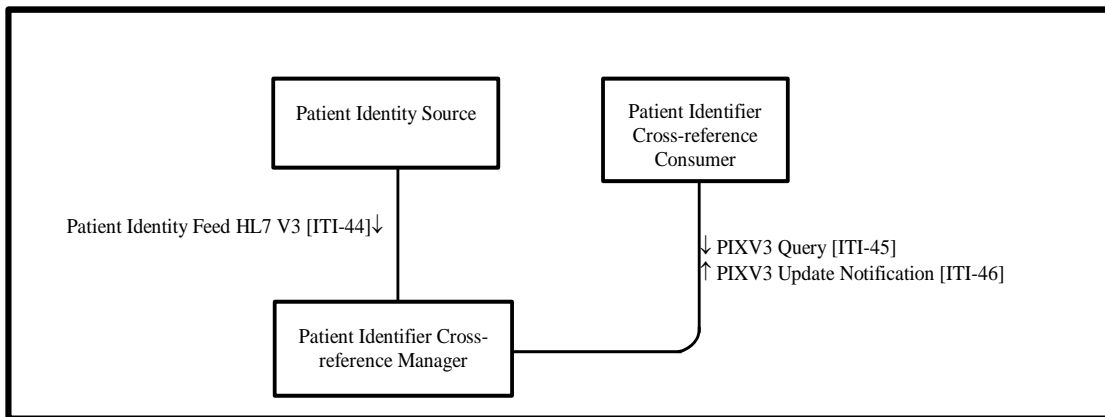 Patient Identity Source
Patient Identifier
Cross-reference
Consumer
Patient Identity Feed HL7 V3 [ITI-44]↓
↓ PIXV3 Query [ITI-45]
↑ PIXV3 Update Notification [ITI-46]
Patient Identifier Cross-
reference Manager